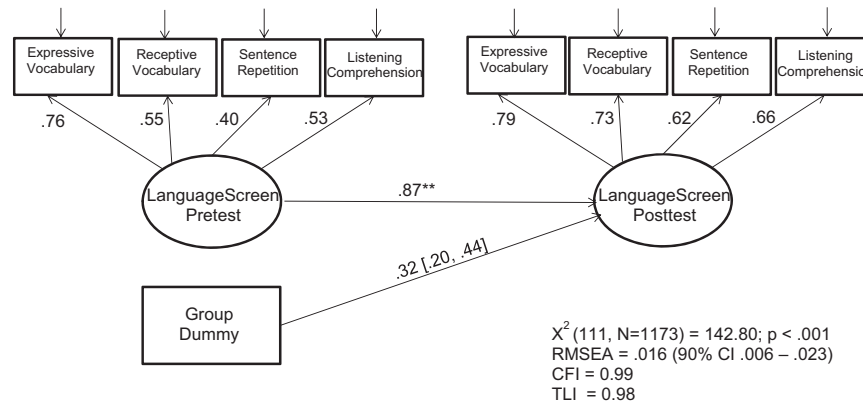 Expressive
Vocabulary
Receptive
Vocabulary
Sentence
Repetition
Listening
Comprehension
Expressive
Vocabulary
Receptive
Vocabulary
Sentence
Repetition
Listening
Comprehension
.76
.55
.40
.53
.79
.73
.62
.66
LanguageScreen
Pretest
.87**
LanguageScreen
Posttest
.32 [.20, .44]
Group
Dummy
X² (111, N=1173) = 142.80; p < .001
RMSEA = .016 (90% CI .006 – .023)
CFI = 0.99
TLI = 0.98